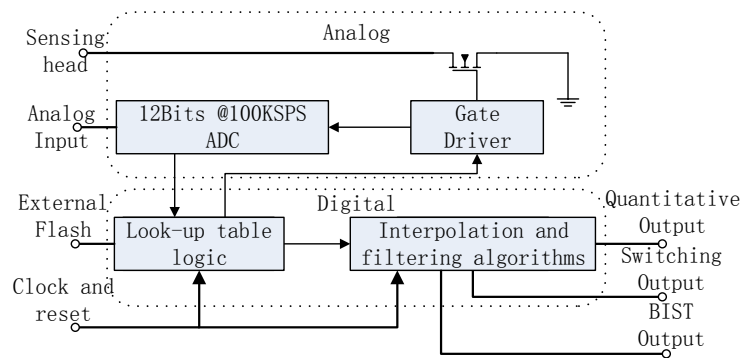 Analog
Sensing
head
Analog
Input
12Bits @100KSPS
ADC
Gate
Driver
External
Flash
Digital
Look-up table
logic
Interpolation and
filtering algorithms
Quantitative
Output
Switching
Output
BIST
Output
Clock and
reset